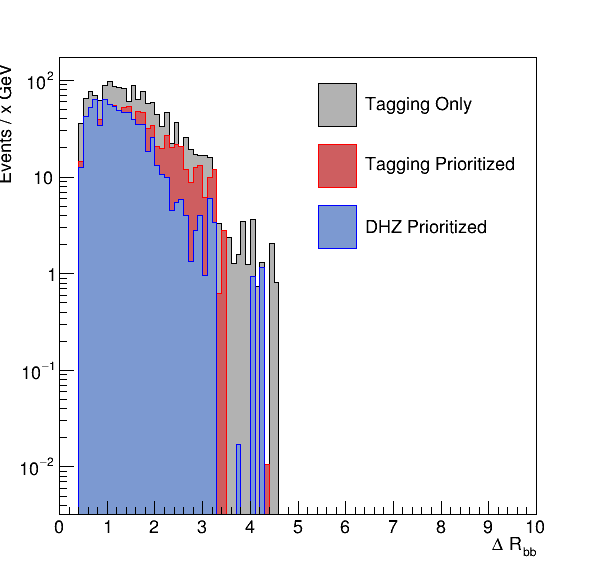 Events / x GeV
10²
10
1
10⁻¹
10⁻²
Tagging Only
Tagging Prioritized
DHZ Prioritized
0 1 2 3 4 5 6 7 8 9 10
Δ R_bb